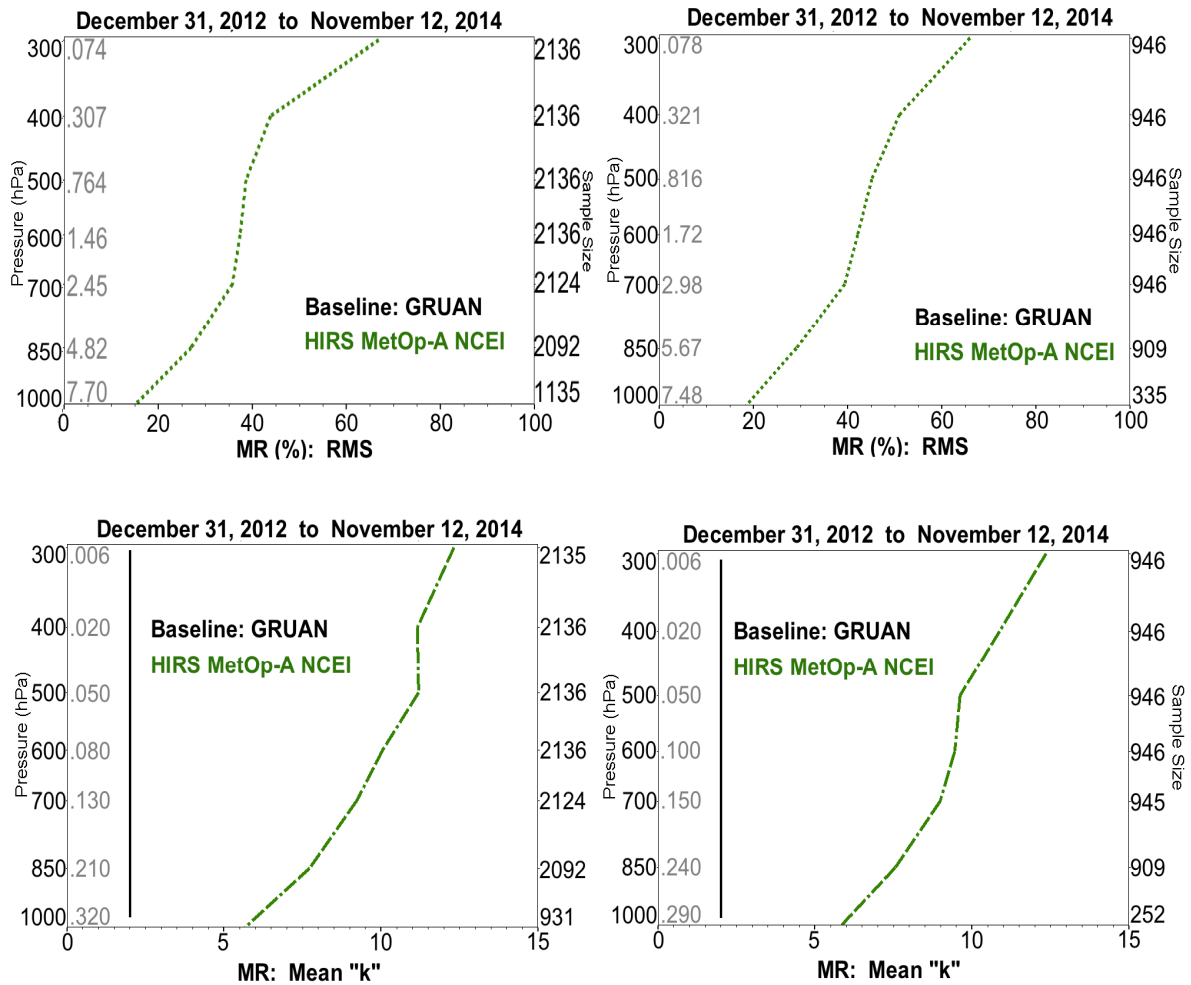 December 31, 2012 to November 12, 2014
300 .074 2136
400 .307 2136
500 .764 2136
600 1.46 2136
700 2.45 2124
850 4.82 2092
1000 7.70 1135
Pressure (hPa)
Sample Size
Baseline: GRUAN
HIRS MetOp-A NCEI
0 20 40 60 80 100
MR (%): RMS
December 31, 2012 to November 12, 2014
300 .078 946
400 .321 946
500 .816 946
600 1.72 946
700 2.98 946
850 5.67 909
1000 7.48 335
Pressure (hPa)
Sample Size
Baseline: GRUAN
HIRS MetOp-A NCEI
0 20 40 60 80 100
MR (%): RMS
December 31, 2012 to November 12, 2014
300 .006 2135
400 .020 2136
500 .050 2136
600 .080 2136
700 .130 2124
850 .210 2092
1000 .320 931
Pressure (hPa)
Baseline: GRUAN
HIRS MetOp-A NCEI
0 5 10 15
MR: Mean "k"
December 31, 2012 to November 12, 2014
300 .006 946
400 .020 946
500 .050 946
600 .100 946
700 .150 945
850 .240 909
1000 .290 252
Pressure (hPa)
Sample Size
Baseline: GRUAN
HIRS MetOp-A NCEI
0 5 10 15
MR: Mean "k"